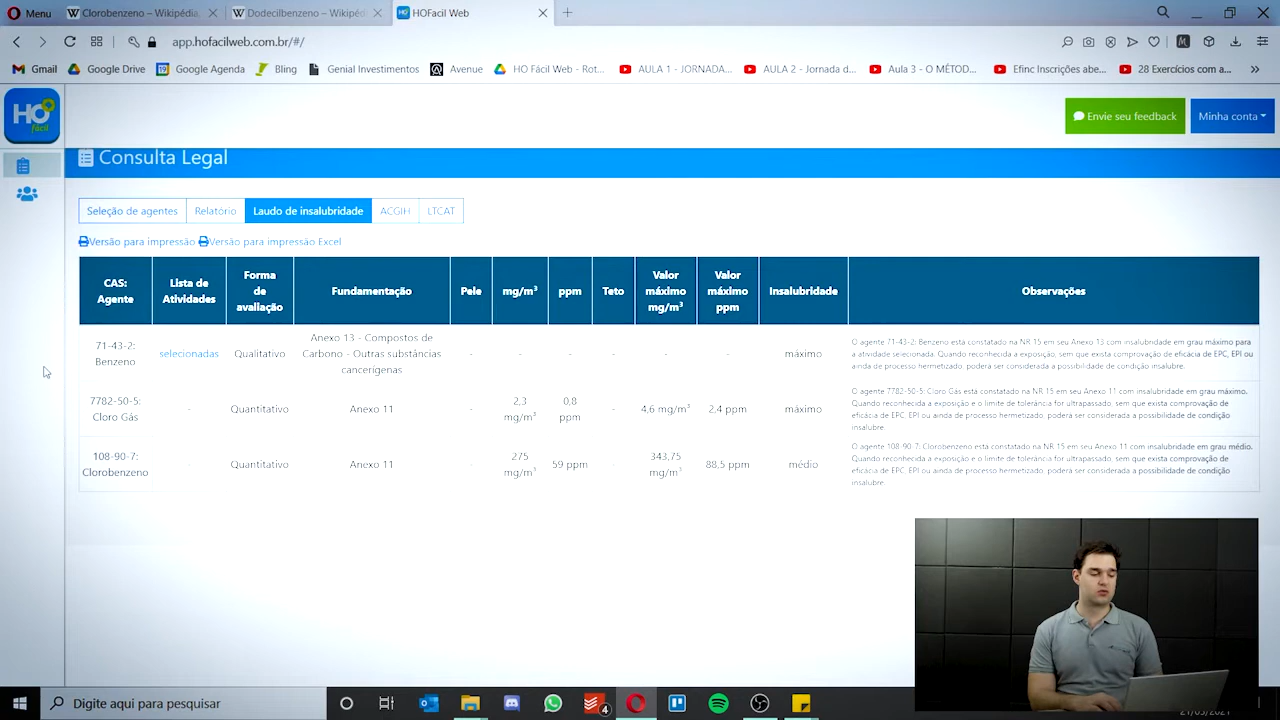 Menu
Clorobenzeno – Wikipédia,
Dodecilbenzeno – Wikipéd
HOFacil Web
app.hofacilweb.com.br/#/
Gmail
Google Drive
Google Agenda
Bling
Genial Investimentos
Avenue
HO Fácil Web - Rot...
AULA 1 - JORNADA...
AULA 2 - Jornada d...
Aula 3 - O MÉTOD...
Efinc Inscrições abe...
28 Exercícios com a...
HO
fácil
Envie seu feedback
Minha conta
Consulta Legal
Seleção de agentes
Relatório
Laudo de insalubridade
ACGIH
LTCAT
Versão para impressão
Versão para impressão Excel
CAS:
Agente
Lista de
Atividades
Forma
de
avaliação
Fundamentação
Pele
mg/m³
ppm
Teto
Valor
máximo
mg/m³
Valor
máximo
ppm
Insalubridade
Observações
71-43-2:
Benzeno
selecionadas
Qualitativo
Anexo 13 - Compostos de
Carbono - Outras substâncias
cancerígenas
-
-
-
-
-
-
máximo
O agente 71-43-2: Benzeno está constatado na NR 15 em seu Anexo 13 com insalubridade em grau máximo para
a atividade selecionada. Quando reconhecida a exposição, sem que exista comprovação de eficácia de EPC, EPI ou
ainda de processo hermetizado, poderá ser considerada a possibilidade de condição insalubre.
7782-50-5:
Cloro Gás
-
Quantitativo
Anexo 11
-
2,3
mg/m³
0,8
ppm
-
4,6 mg/m³
2,4 ppm
máximo
O agente 7782-50-5: Cloro Gás está constatado na NR 15 em seu Anexo 11 com insalubridade em grau máximo.
Quando reconhecida a exposição e o limite de tolerância for ultrapassado, sem que exista comprovação de
eficácia de EPC, EPI ou ainda de processo hermetizado, poderá ser considerada a possibilidade de condição
insalubre.
108-90-7:
Clorobenzeno
-
Quantitativo
Anexo 11
-
275
mg/m³
59 ppm
-
343,75
mg/m³
88,5 ppm
médio
O agente 108-90-7: Clorobenzeno está constatado na NR 15 em seu Anexo 11 com insalubridade em grau médio.
Quando reconhecida a exposição e o limite de tolerância for ultrapassado, sem que exista comprovação de
eficácia de EPC, EPI ou ainda de processo hermetizado, poderá ser considerada a possibilidade de condição
insalubre.
Digite aqui para pesquisar
4